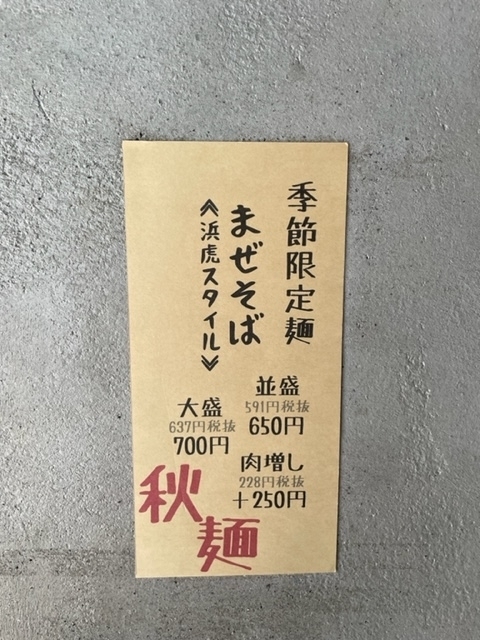 季節限定麺
まぜそば
≪浜虎スタイル≫
並盛
591円税抜
650円
大盛
637円税抜
700円
肉増し
228円税抜
+250円
秋
麺